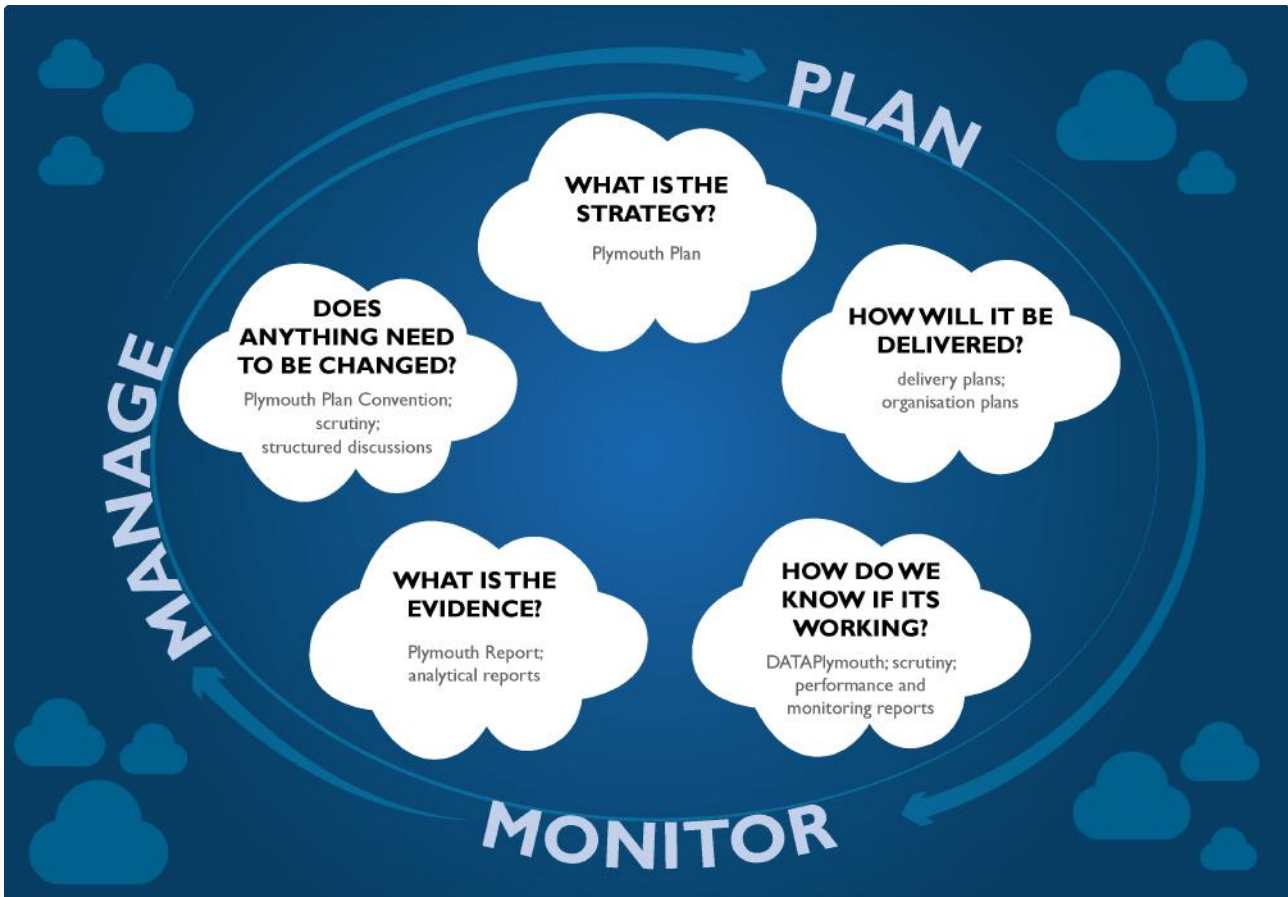 PLAN
WHAT IS THE
STRATEGY?
Plymouth Plan
HOW WILL IT BE
DELIVERED?
delivery plans;
organisation plans
HOW DO WE
KNOW IF ITS
WORKING?
DATAPlymouth; scrutiny;
performance and
monitoring reports
MONITOR
WHAT IS THE
EVIDENCE?
Plymouth Report;
analytical reports
MANAGE
DOES
ANYTHING NEED
TO BE CHANGED?
Plymouth Plan Convention;
scrutiny;
structured discussions